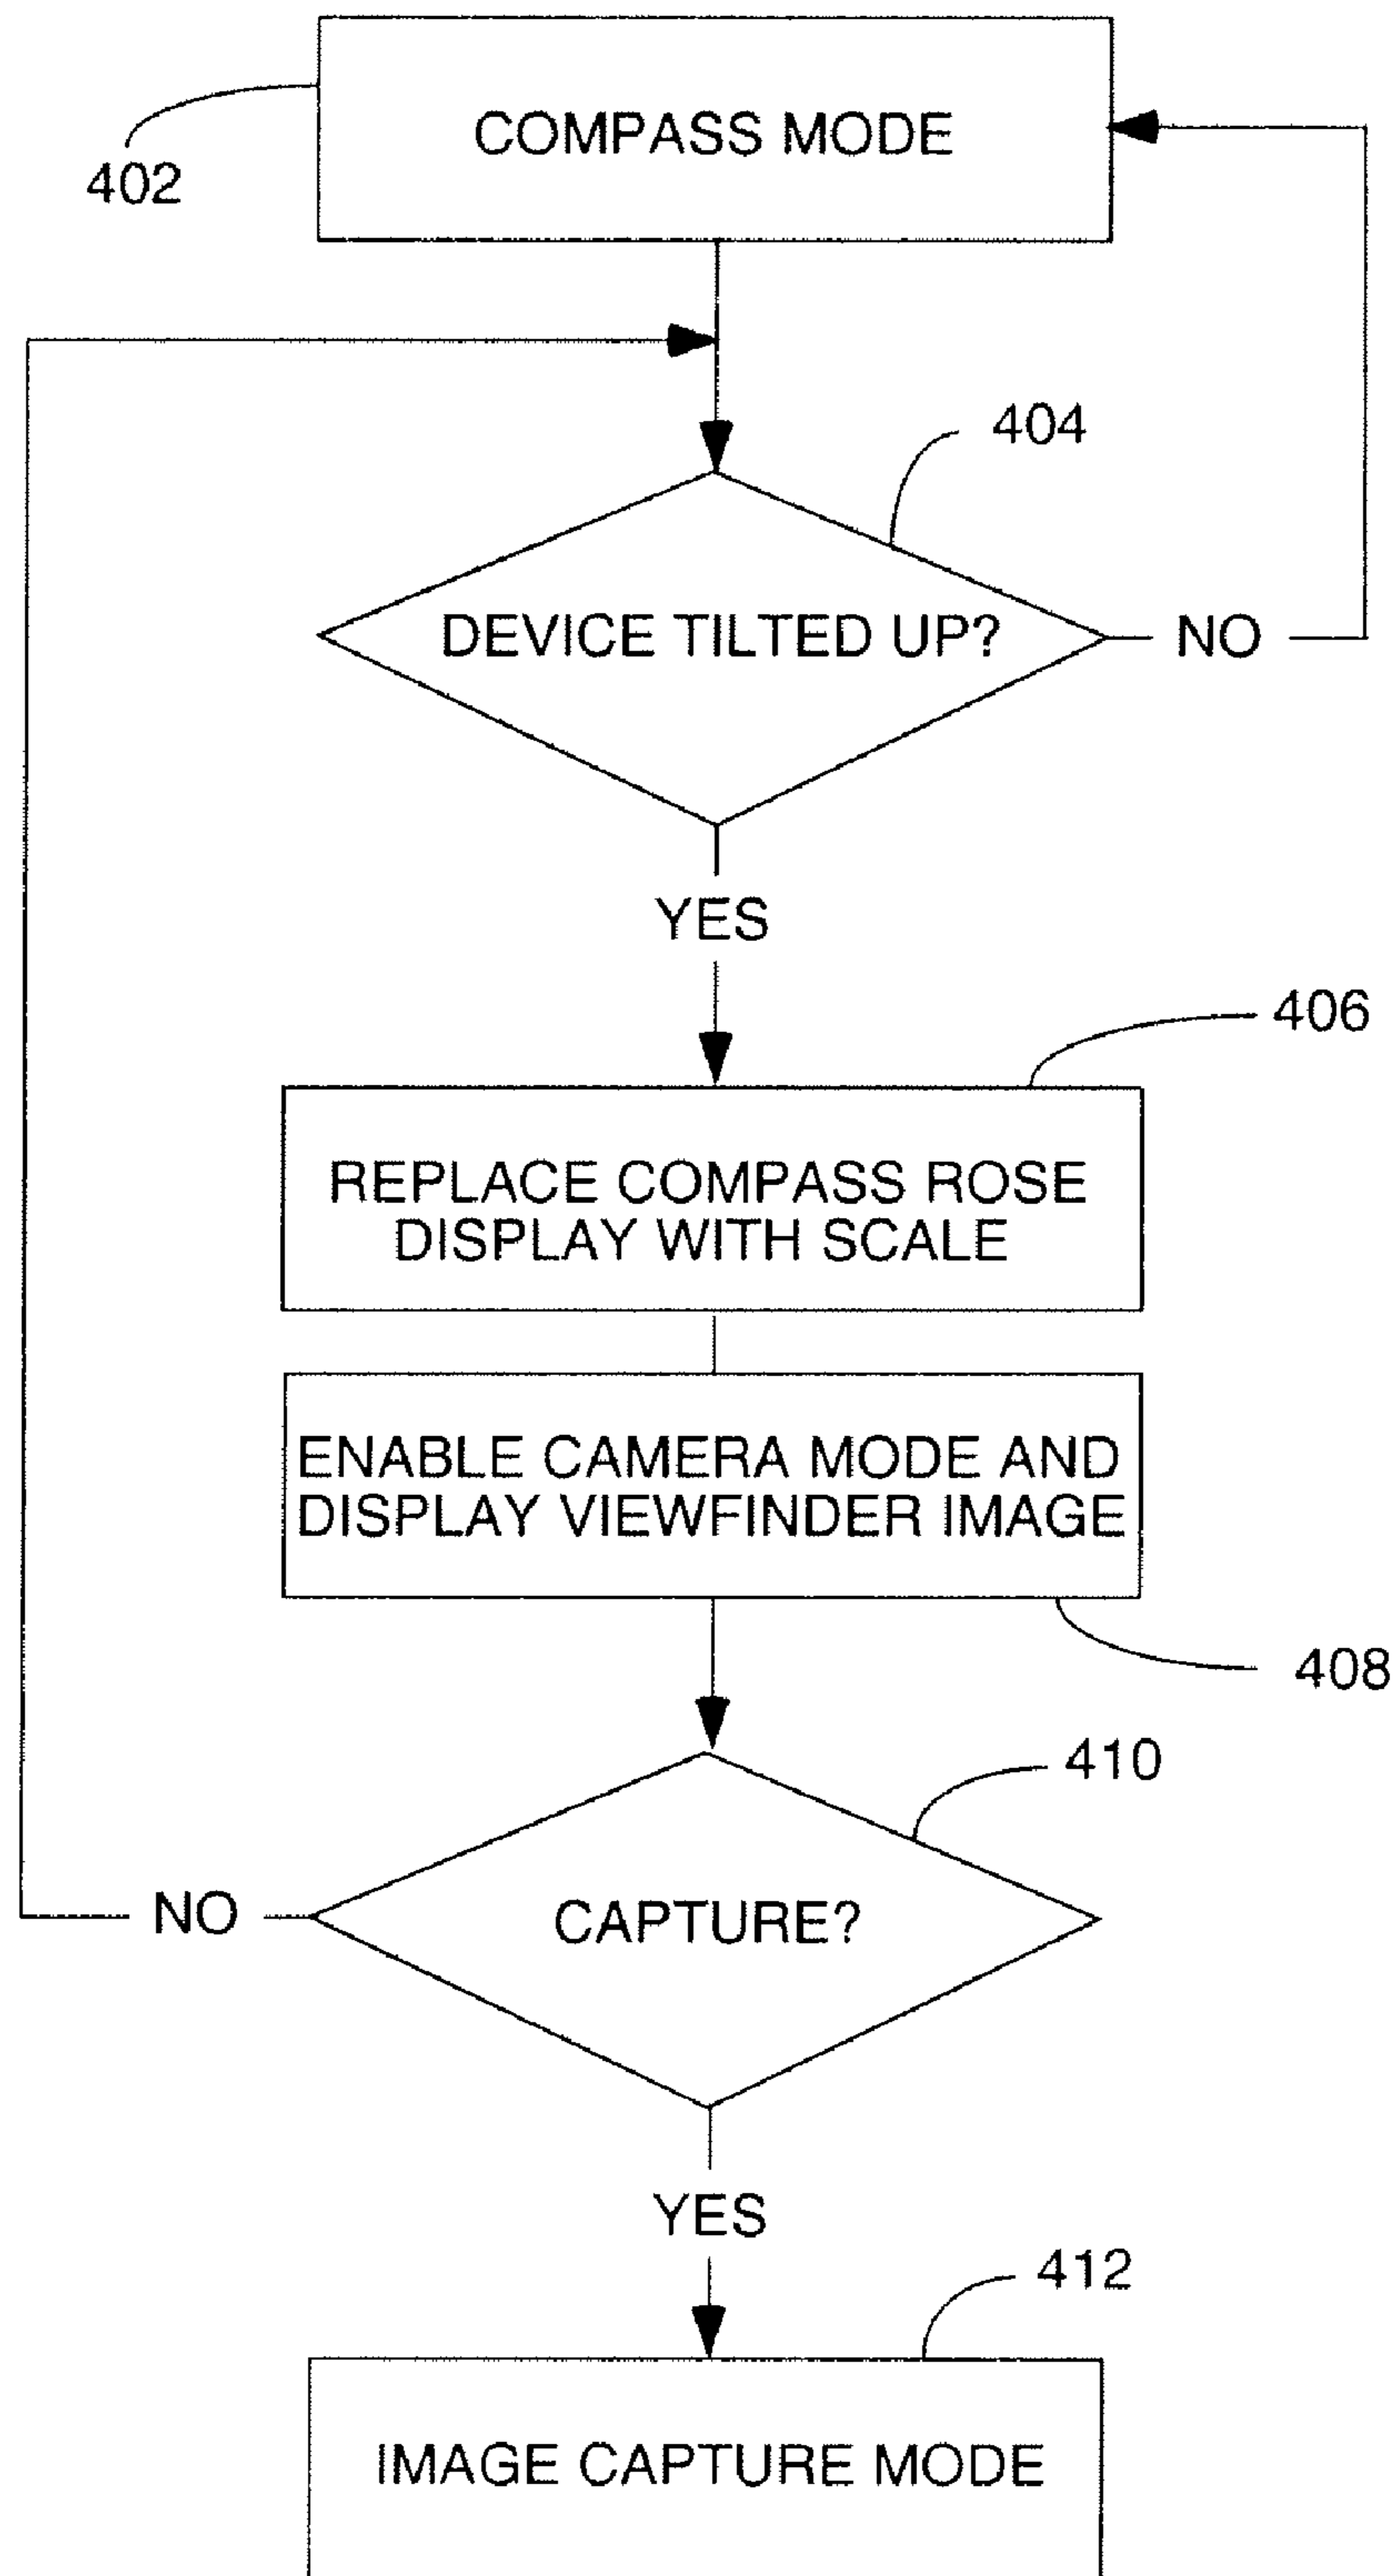 COMPASS MODE
402
404
DEVICE TILTED UP?
NO
YES
406
REPLACE COMPASS ROSE
DISPLAY WITH SCALE
ENABLE CAMERA MODE AND
DISPLAY VIEWFINDER IMAGE
408
410
CAPTURE?
NO
YES
412
IMAGE CAPTURE MODE